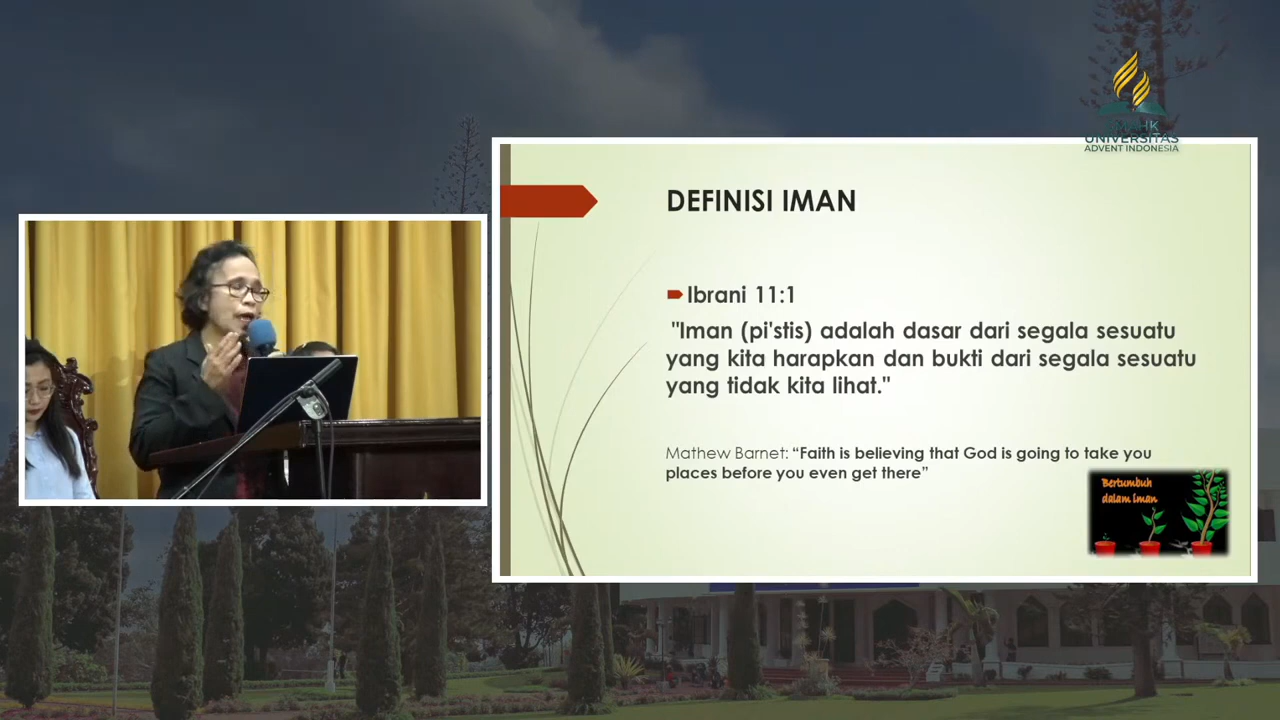 UNIVERSITAS
ADVENT INDONESIA
DEFINISI IMAN
Ibrani 11:1
"Iman (pi'stis) adalah dasar dari segala sesuatu
yang kita harapkan dan bukti dari segala sesuatu
yang tidak kita lihat."
Mathew Barnet: “Faith is believing that God is going to take you
places before you even get there”
Bertumbuh
dalam Iman